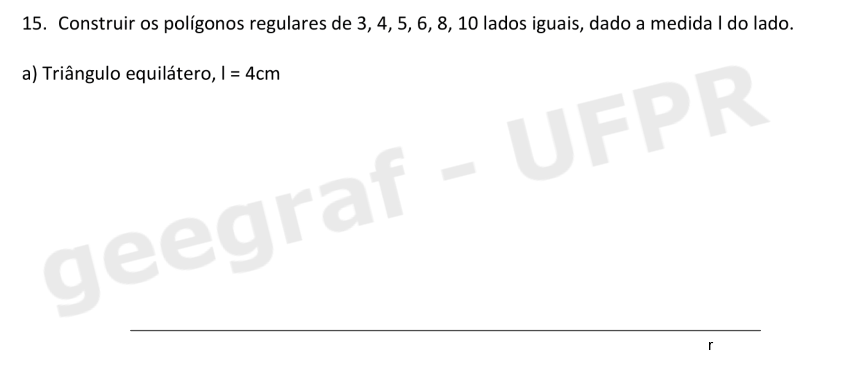 15. Construir os polígonos regulares de 3, 4, 5, 6, 8, 10 lados iguais, dado a medida l do lado.
a) Triângulo equilátero, l = 4cm
geegraf - UFPR
r